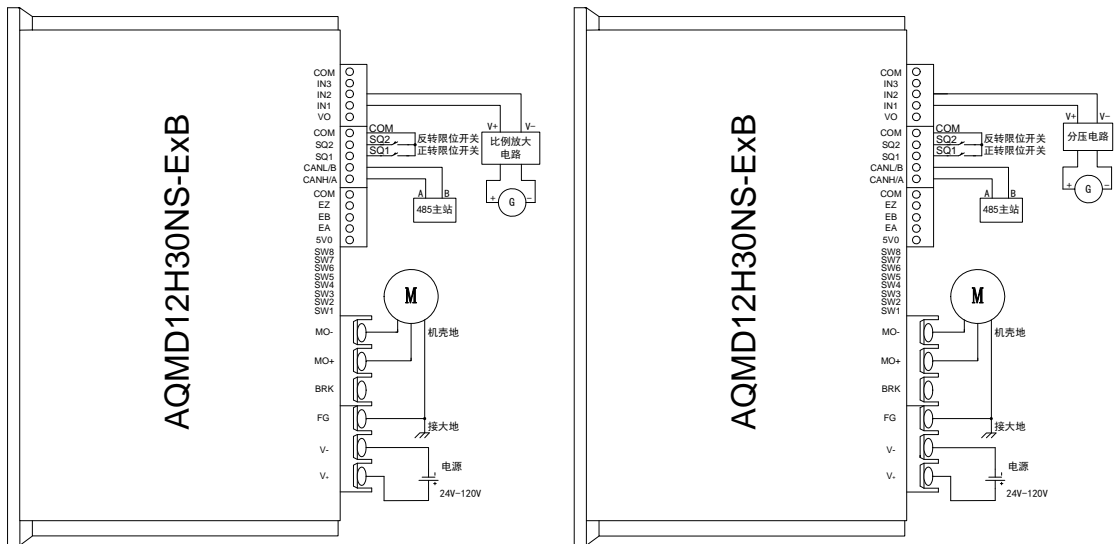 AQMD12H30NS-ExB
COM
IN3
IN2
IN1
VO
COM
SQ2
SQ1
CANL/B
CANH/A
COM
EZ
EB
EA
5V0
SW8
SW7
SW6
SW5
SW4
SW3
SW2
SW1
MO-
MO+
BRK
FG
V-
V+
COM
SQ2
SQ1
反转限位开关
正转限位开关
V+ V-
比例放大
电路
+ G -
A B
485主站
M
机壳地
接大地
电源
24V-120V
AQMD12H30NS-ExB
COM
IN3
IN2
IN1
VO
COM
SQ2
SQ1
CANL/B
CANH/A
COM
EZ
EB
EA
5V0
SW8
SW7
SW6
SW5
SW4
SW3
SW2
SW1
MO-
MO+
BRK
FG
V-
V+
COM
SQ2
SQ1
反转限位开关
正转限位开关
V+ V-
分压电路
+ G -
A B
485主站
M
机壳地
接大地
电源
24V-120V